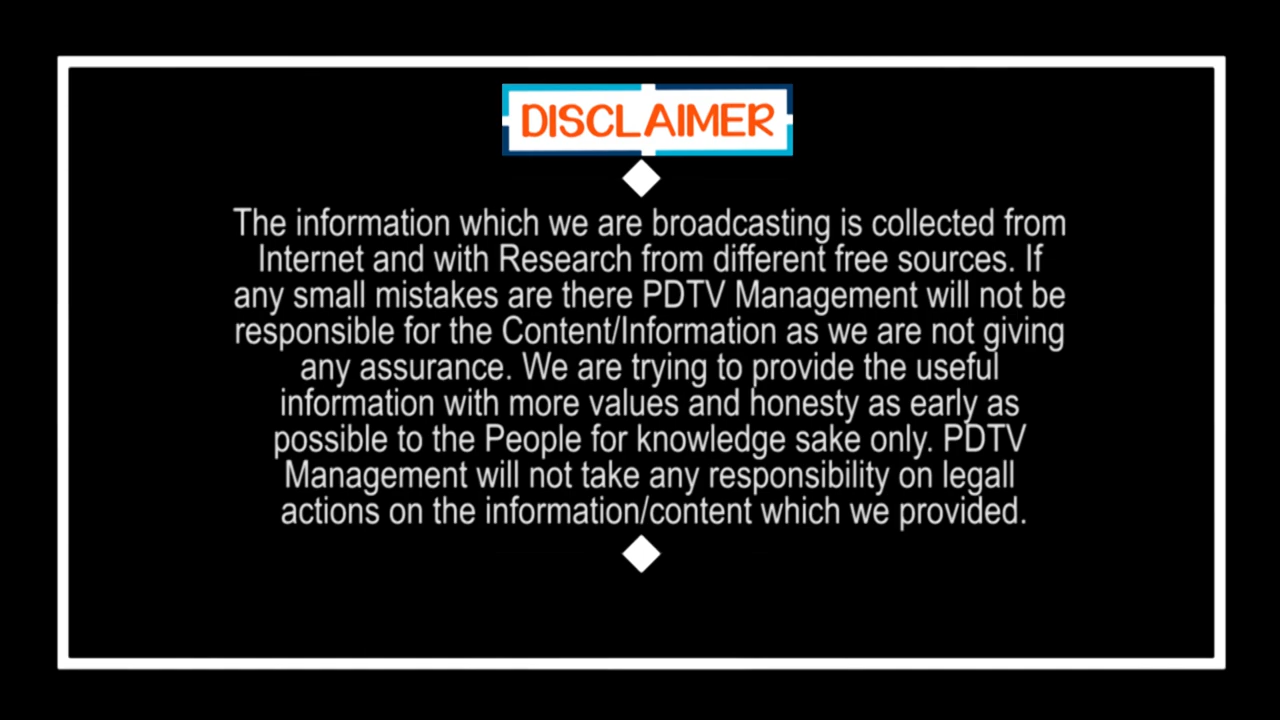 DISCLAIMER
The information which we are broadcasting is collected from
Internet and with Research from different free sources. If
any small mistakes are there PDTV Management will not be
responsible for the Content/Information as we are not giving
any assurance. We are trying to provide the useful
information with more values and honesty as early as
possible to the People for knowledge sake only. PDTV
Management will not take any responsibility on legall
actions on the information/content which we provided.